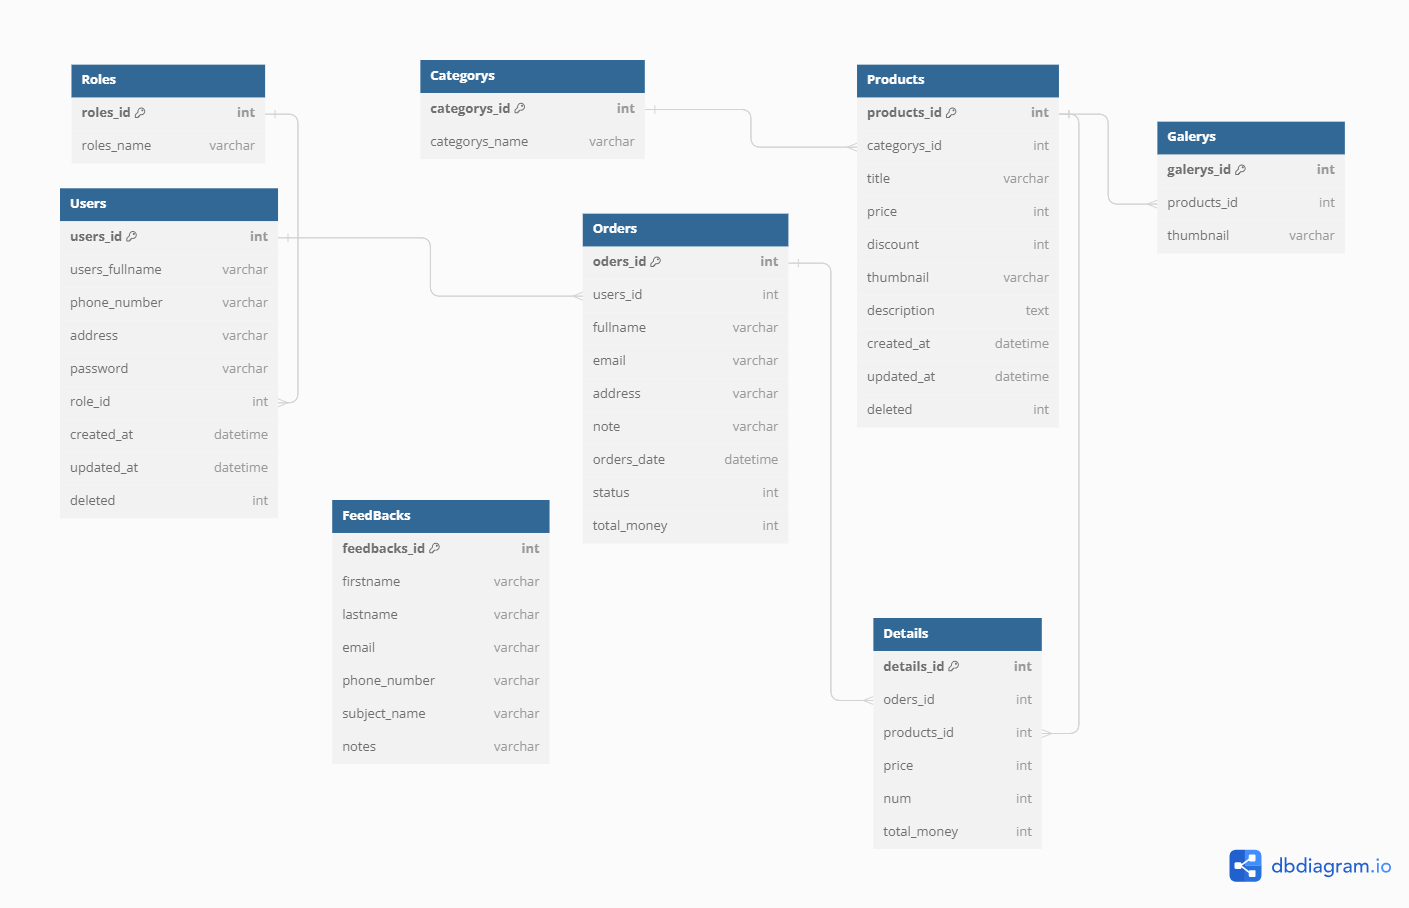 Roles
roles_id int
roles_name varchar
Users
users_id int
users_fullname varchar
phone_number varchar
address varchar
password varchar
role_id int
created_at datetime
updated_at datetime
deleted int
Categorys
categorys_id int
categorys_name varchar
FeedBacks
feedbacks_id int
firstname varchar
lastname varchar
email varchar
phone_number varchar
subject_name varchar
notes varchar
Orders
oders_id int
users_id int
fullname varchar
email varchar
address varchar
note varchar
orders_date datetime
status int
total_money int
Products
products_id int
categorys_id int
title varchar
price int
discount int
thumbnail varchar
description text
created_at datetime
updated_at datetime
deleted int
Galerys
galerys_id int
products_id int
thumbnail varchar
Details
details_id int
oders_id int
products_id int
price int
num int
total_money int
dbdiagram.io